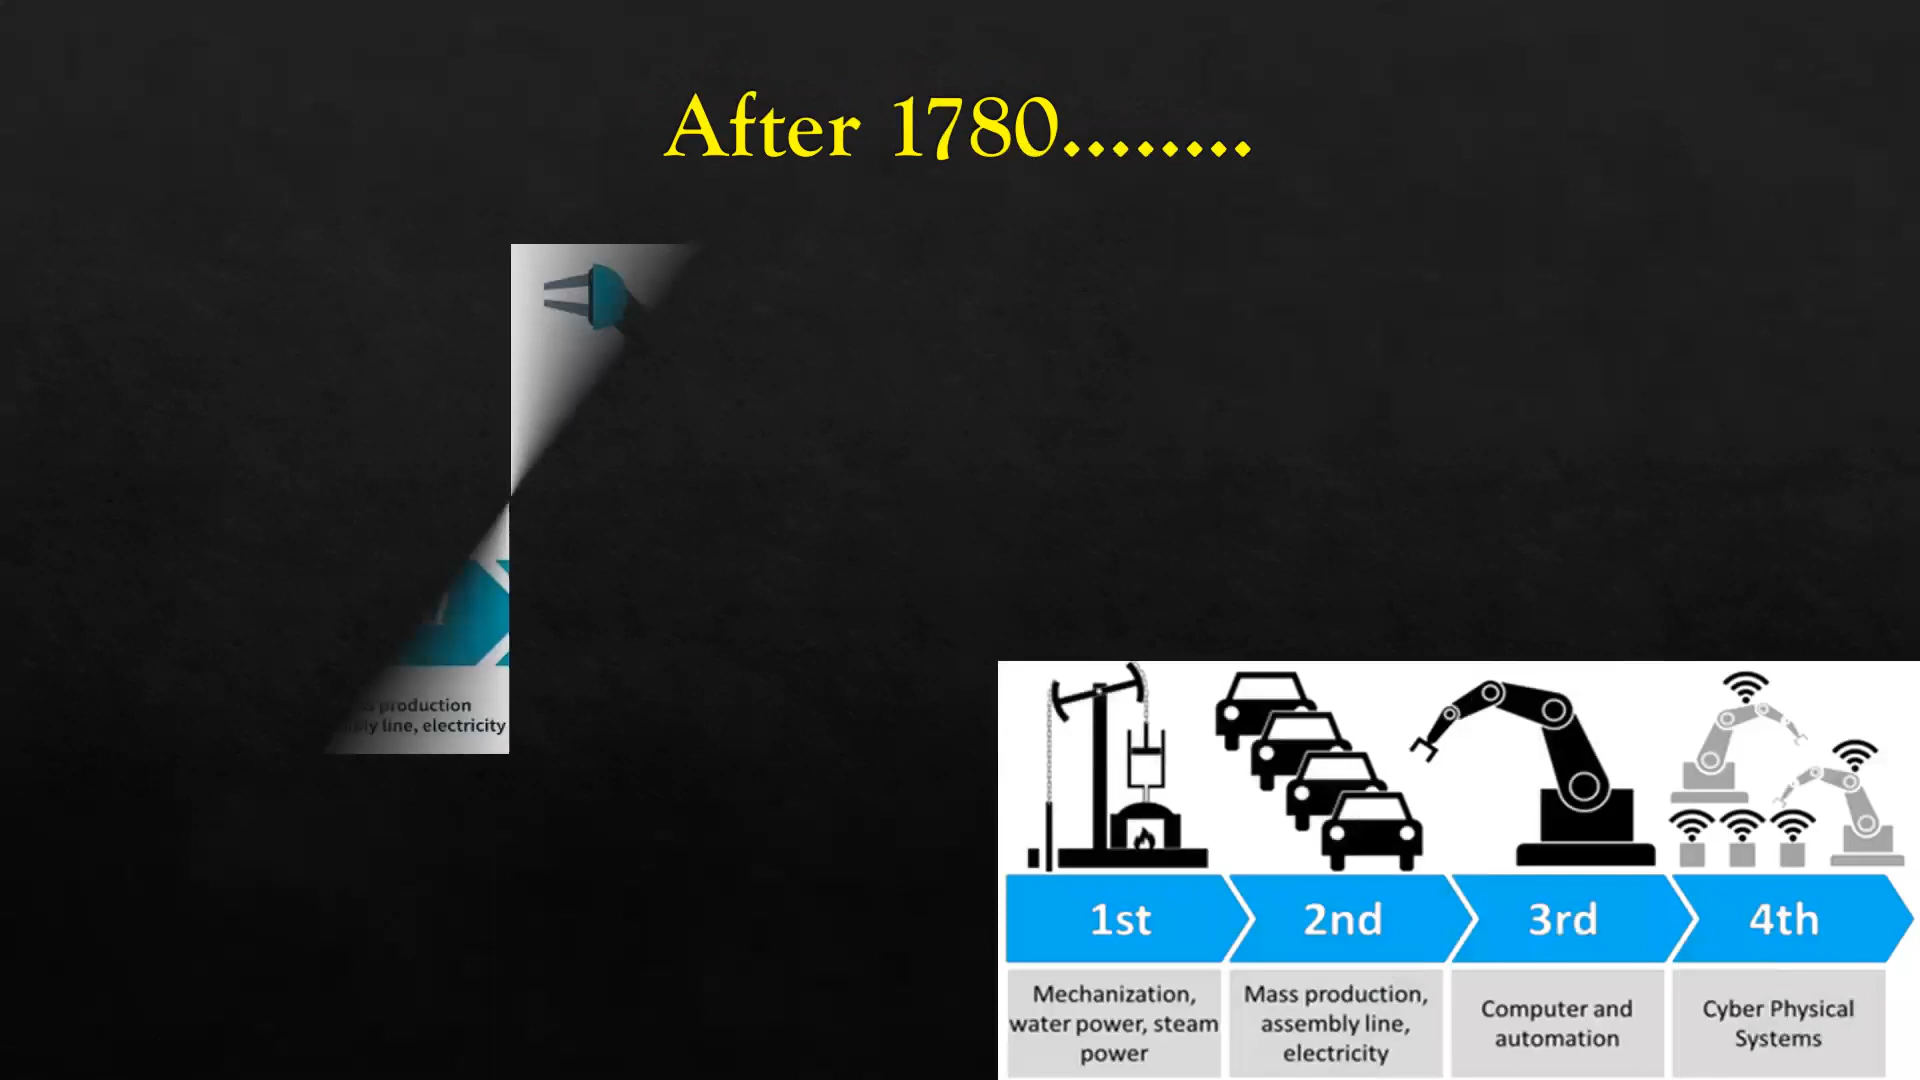 After 1780........
production
line, electricity
1st
2nd
3rd
4th
Mechanization,
water power, steam
power
Mass production,
assembly line,
electricity
Computer and
automation
Cyber Physical
Systems